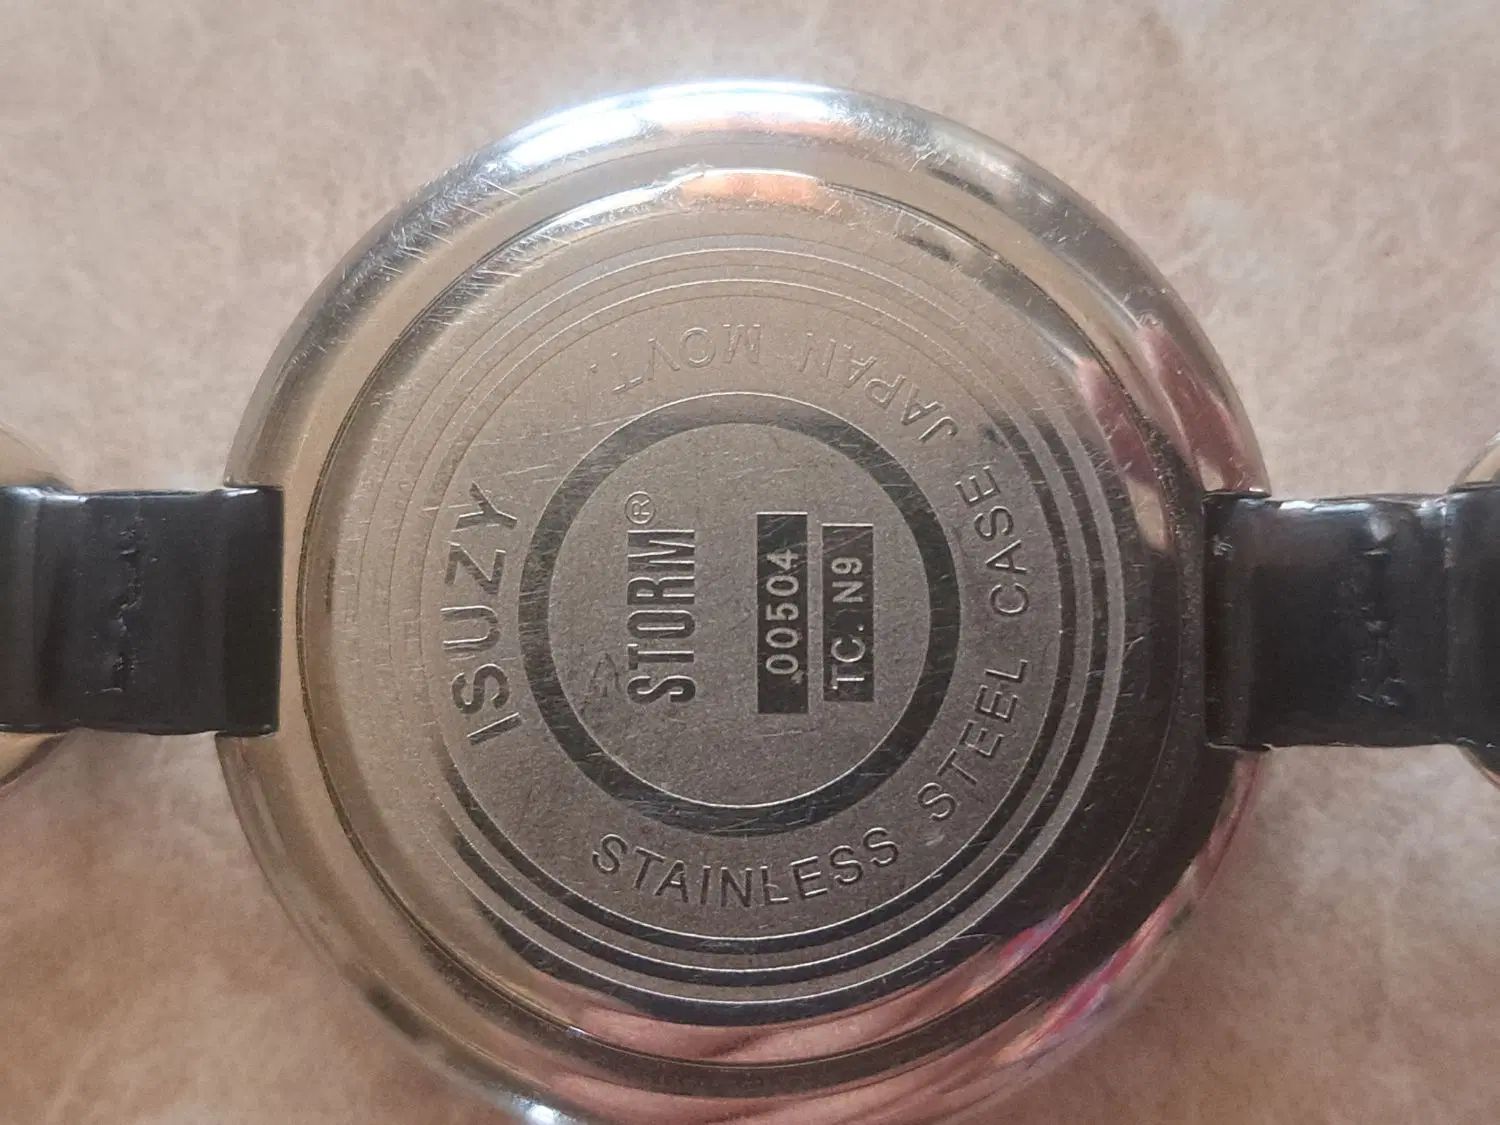 ISUZY
STORM®
00504
TC. N9
STAINLESS STEEL CASE JAPAN MOVT.